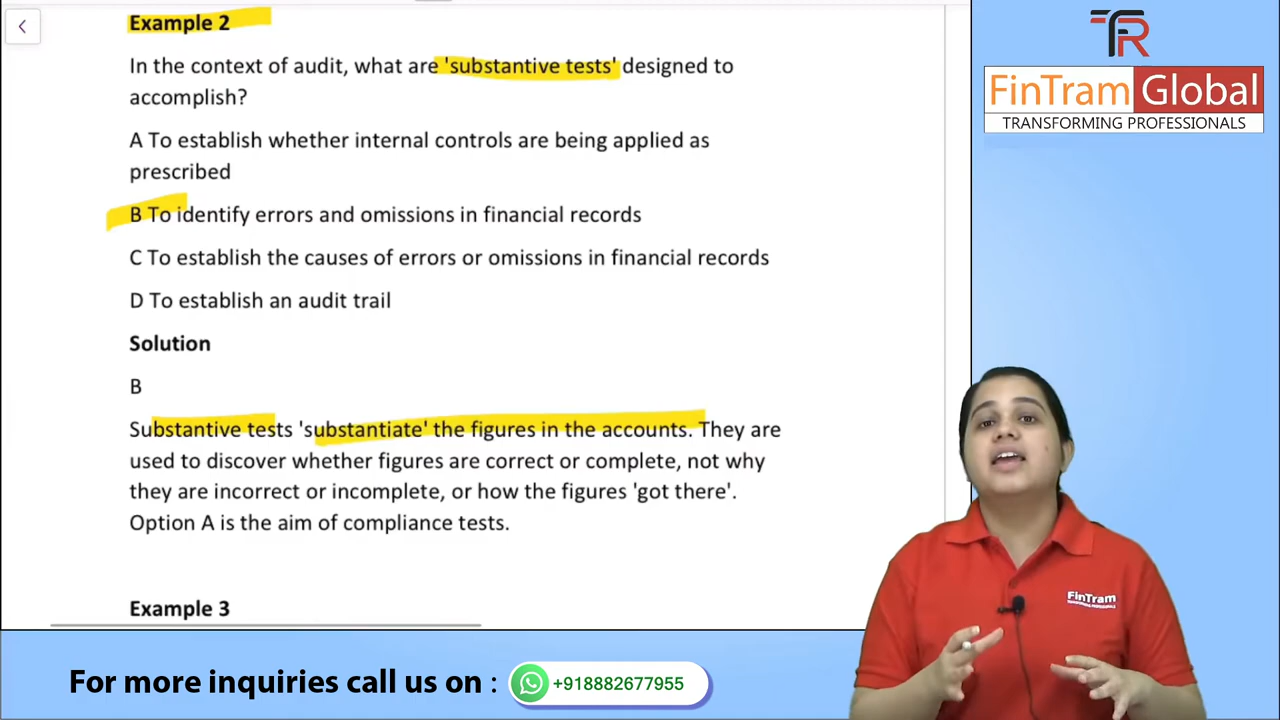 Example 2
In the context of audit, what are 'substantive tests' designed to
accomplish?
A To establish whether internal controls are being applied as
prescribed
B To identify errors and omissions in financial records
C To establish the causes of errors or omissions in financial records
D To establish an audit trail
Solution
B
Substantive tests 'substantiate' the figures in the accounts. They are
used to discover whether figures are correct or complete, not why
they are incorrect or incomplete, or how the figures 'got there'.
Option A is the aim of compliance tests.
Example 3
TR
FinTram Global
TRANSFORMING PROFESSIONALS
FinTram
TRANSFORMING PROFESSIONALS
For more inquiries call us on : +918882677955